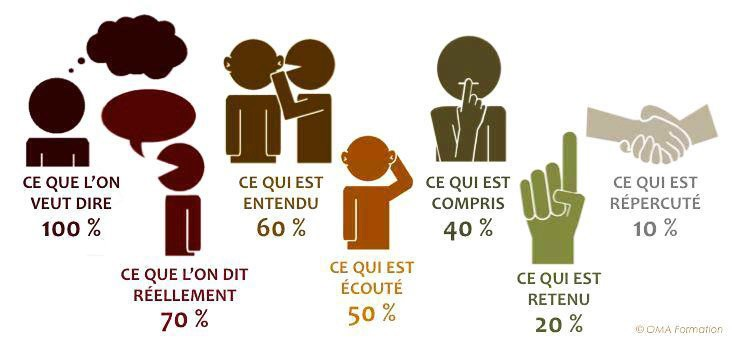 CE QUE L'ON
VEUT DIRE
100 %
CE QUE L'ON DIT
RÉELLEMENT
70 %
CE QUI EST
ENTENDU
60 %
CE QUI EST
ÉCOUTÉ
50 %
CE QUI EST
COMPRIS
40 %
CE QUI EST
RETENU
20 %
CE QUI EST
RÉPERCUTÉ
10 %
© OMA Formation